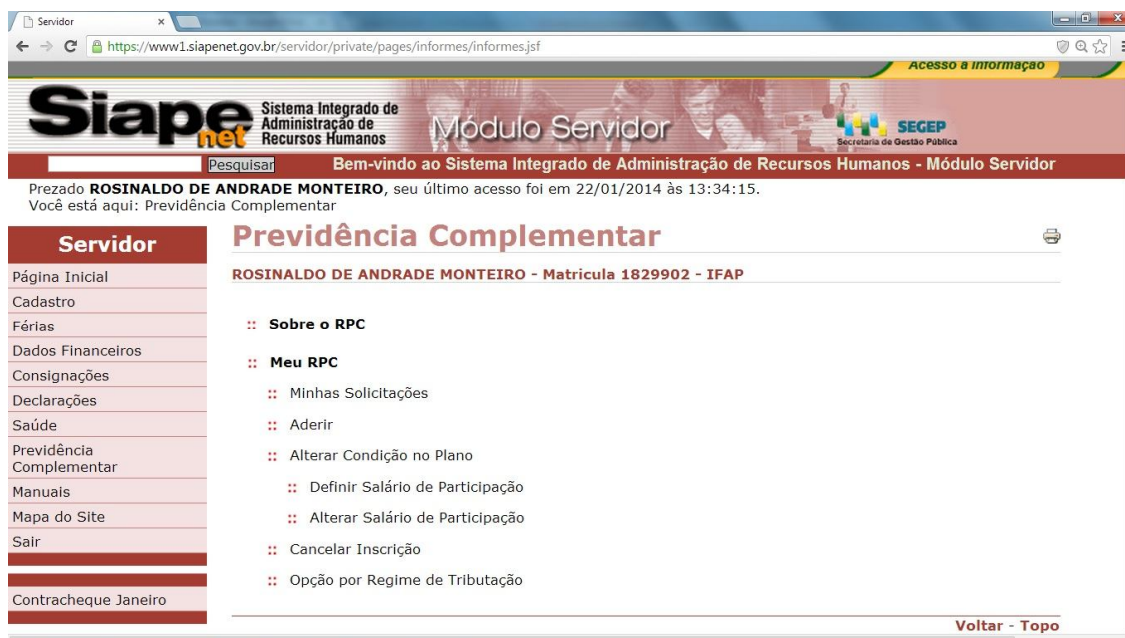 Servidor
https://www1.siapenet.gov.br/servidor/private/pages/informes/informes.jsf
Acesso à Informação
Siape
net
Sistema Integrado de
Administração de
Recursos Humanos
Módulo Servidor
SEGEP
Secretaria de Gestão Pública
Pesquisar
Bem-vindo ao Sistema Integrado de Administração de Recursos Humanos - Módulo Servidor
Prezado ROSINALDO DE ANDRADE MONTEIRO, seu último acesso foi em 22/01/2014 às 13:34:15.
Você está aqui: Previdência Complementar
Servidor
Página Inicial
Cadastro
Férias
Dados Financeiros
Consignações
Declarações
Saúde
Previdência
Complementar
Manuais
Mapa do Site
Sair
Contracheque Janeiro
Previdência Complementar
ROSINALDO DE ANDRADE MONTEIRO - Matricula 1829902 - IFAP
:: Sobre o RPC
:: Meu RPC
:: Minhas Solicitações
:: Aderir
:: Alterar Condição no Plano
:: Definir Salário de Participação
:: Alterar Salário de Participação
:: Cancelar Inscrição
:: Opção por Regime de Tributação
Voltar - Topo